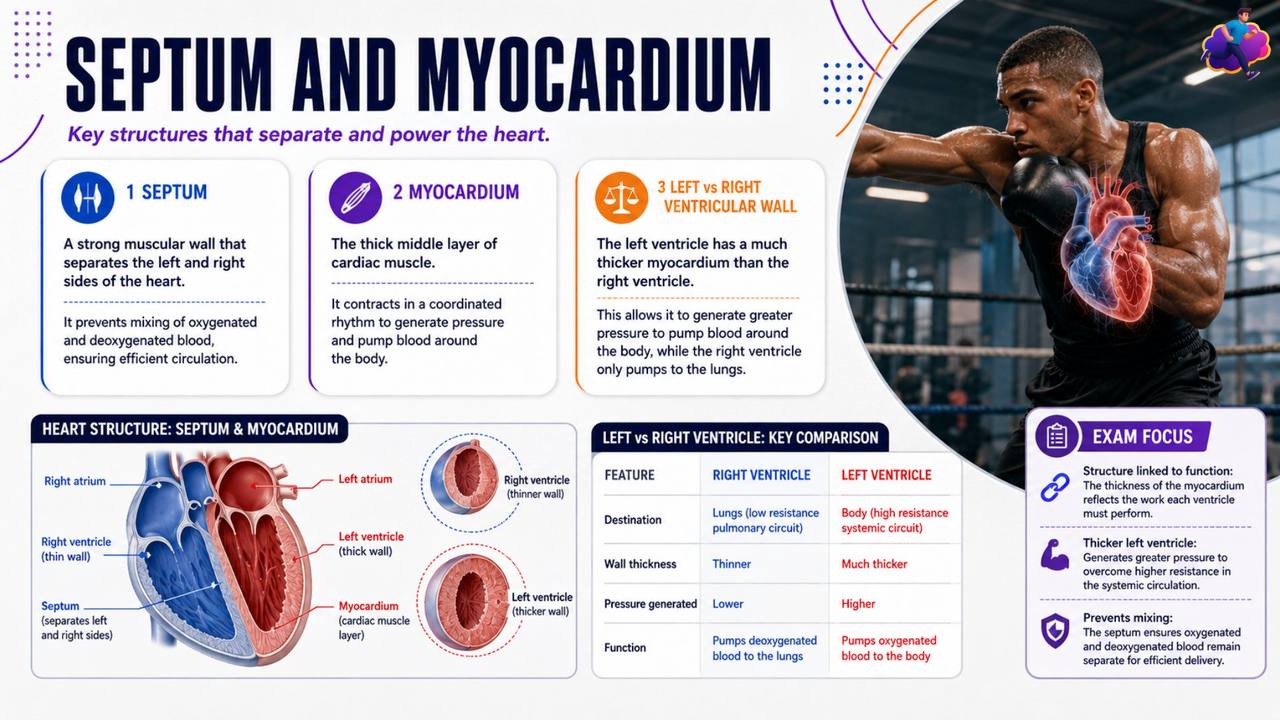 SEPTUM AND MYOCARDIUM
Key structures that separate and power the heart.
1 SEPTUM
A strong muscular wall that
separates the left and right
sides of the heart.
It prevents mixing of oxygenated
and deoxygenated blood,
ensuring efficient circulation.
2 MYOCARDIUM
The thick middle layer of
cardiac muscle.
It contracts in a coordinated
rhythm to generate pressure
and pump blood around
the body.
3 LEFT vs RIGHT
VENTRICULAR WALL
The left ventricle has a much
thicker myocardium than the
right ventricle.
This allows it to generate greater
pressure to pump blood around
the body, while the right ventricle
only pumps to the lungs.
HEART STRUCTURE: SEPTUM & MYOCARDIUM
Right atrium
Right ventricle
(thin wall)
Septum
(separates left
and right sides)
Left atrium
Left ventricle
(thick wall)
Myocardium
(cardiac muscle
layer)
Right ventricle
(thinner wall)
Left ventricle
(thicker wall)
LEFT vs RIGHT VENTRICLE: KEY COMPARISON
FEATURE RIGHT VENTRICLE LEFT VENTRICLE
Destination
Lungs (low resistance
pulmonary circuit)
Body (high resistance
systemic circuit)
Wall thickness Thinner Much thicker
Pressure generated Lower Higher
Function
Pumps deoxygenated
blood to the lungs
Pumps oxygenated
blood to the body
EXAM FOCUS
Structure linked to function:
The thickness of the myocardium
reflects the work each ventricle
must perform.
Thicker left ventricle:
Generates greater pressure to
overcome higher resistance in
the systemic circulation.
Prevents mixing:
The septum ensures oxygenated
and deoxygenated blood remain
separate for efficient delivery.